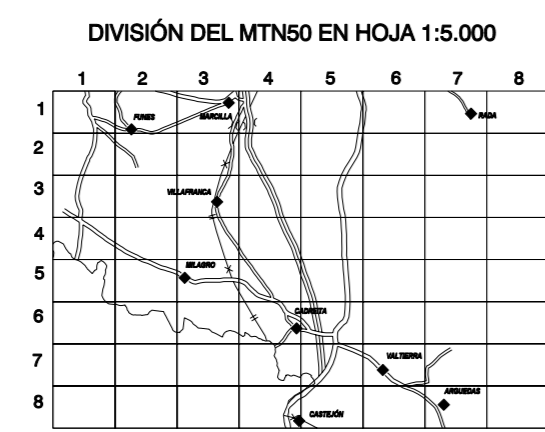 DIVISIÓN DEL MTN50 EN HOJA 1:5.000
1 2 3 4 5 6 7 8
1
FUNES
MARCILLA
RADA
2
3
VILLAFRANCA
4
5
MILAGRO
6
CADREITA
7
VALTIERRA
8
ARGUEDAS
CASTEJÓN